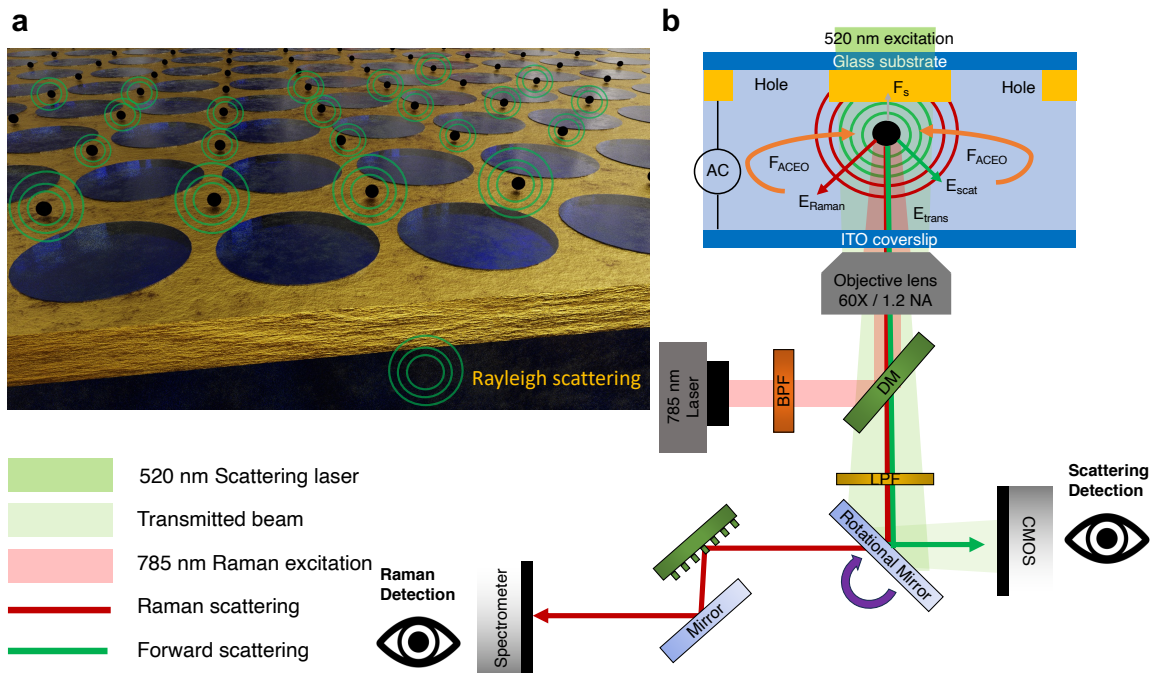 a
Rayleigh scattering
b
520 nm excitation
Glass substrate
Hole
Hole
Fs
FACEO
FACEO
AC
ERaman
Escat
Etrans
ITO coverslip
Objective lens
60X / 1.2 NA
785 nm
Laser
BPF
DM
LPF
Rotational Mirror
CMOS
Scattering
Detection
520 nm Scattering laser
Transmitted beam
785 nm Raman excitation
Raman scattering
Forward scattering
Raman
Detection
Spectrometer
Mirror